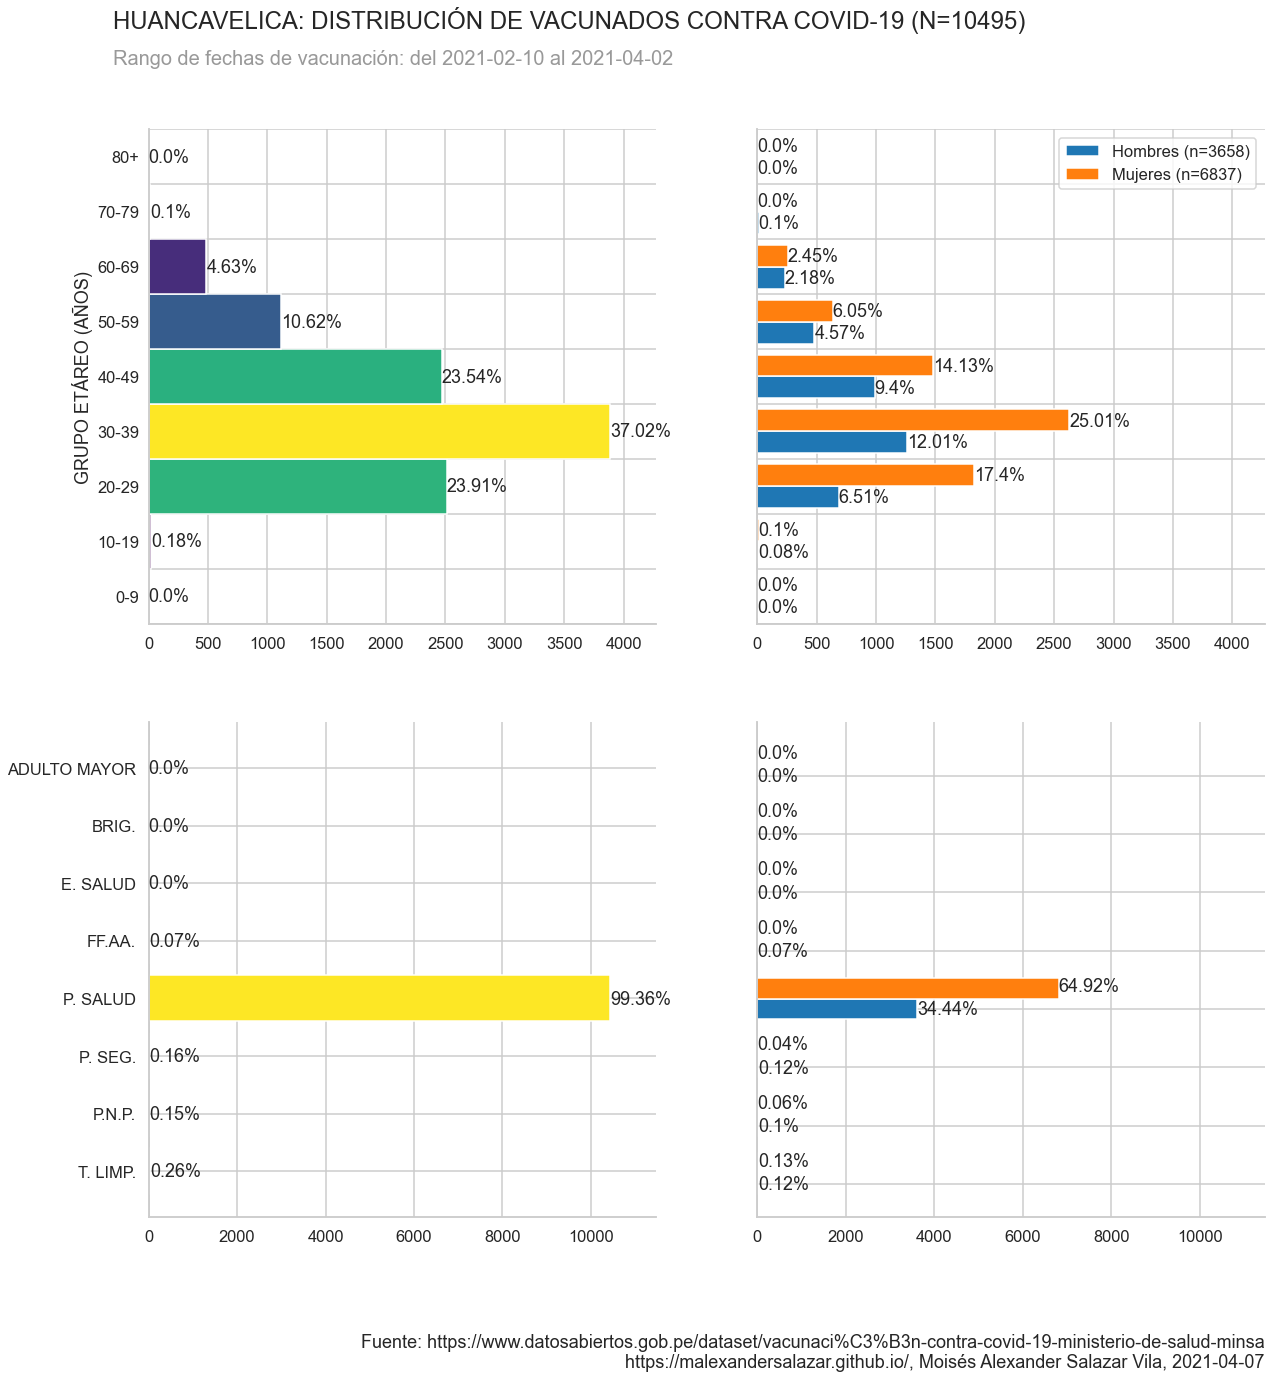 HUANCAVELICA: DISTRIBUCIÓN DE VACUNADOS CONTRA COVID-19 (N=10495)
Rango de fechas de vacunación: del 2021-02-10 al 2021-04-02
GRUPO ETÁREO (AÑOS)
80+ 0.0%
70-79 0.1%
60-69 4.63%
50-59 10.62%
40-49 23.54%
30-39 37.02%
20-29 23.91%
10-19 0.18%
0-9 0.0%
0 500 1000 1500 2000 2500 3000 3500 4000
Hombres (n=3658)
Mujeres (n=6837)
0.0%
0.0%
0.0%
0.1%
2.45%
2.18%
6.05%
4.57%
14.13%
9.4%
25.01%
12.01%
17.4%
6.51%
0.1%
0.08%
0.0%
0.0%
0 500 1000 1500 2000 2500 3000 3500 4000
ADULTO MAYOR 0.0%
BRIG. 0.0%
E. SALUD 0.0%
FF.AA. 0.07%
P. SALUD 99.36%
P. SEG. 0.16%
P.N.P. 0.15%
T. LIMP. 0.26%
0 2000 4000 6000 8000 10000
0.0%
0.0%
0.0%
0.0%
0.0%
0.0%
0.0%
0.07%
64.92%
34.44%
0.04%
0.12%
0.06%
0.1%
0.13%
0.12%
0 2000 4000 6000 8000 10000
Fuente: https://www.datosabiertos.gob.pe/dataset/vacunaci%C3%B3n-contra-covid-19-ministerio-de-salud-minsa
https://malexandersalazar.github.io/, Moisés Alexander Salazar Vila, 2021-04-07